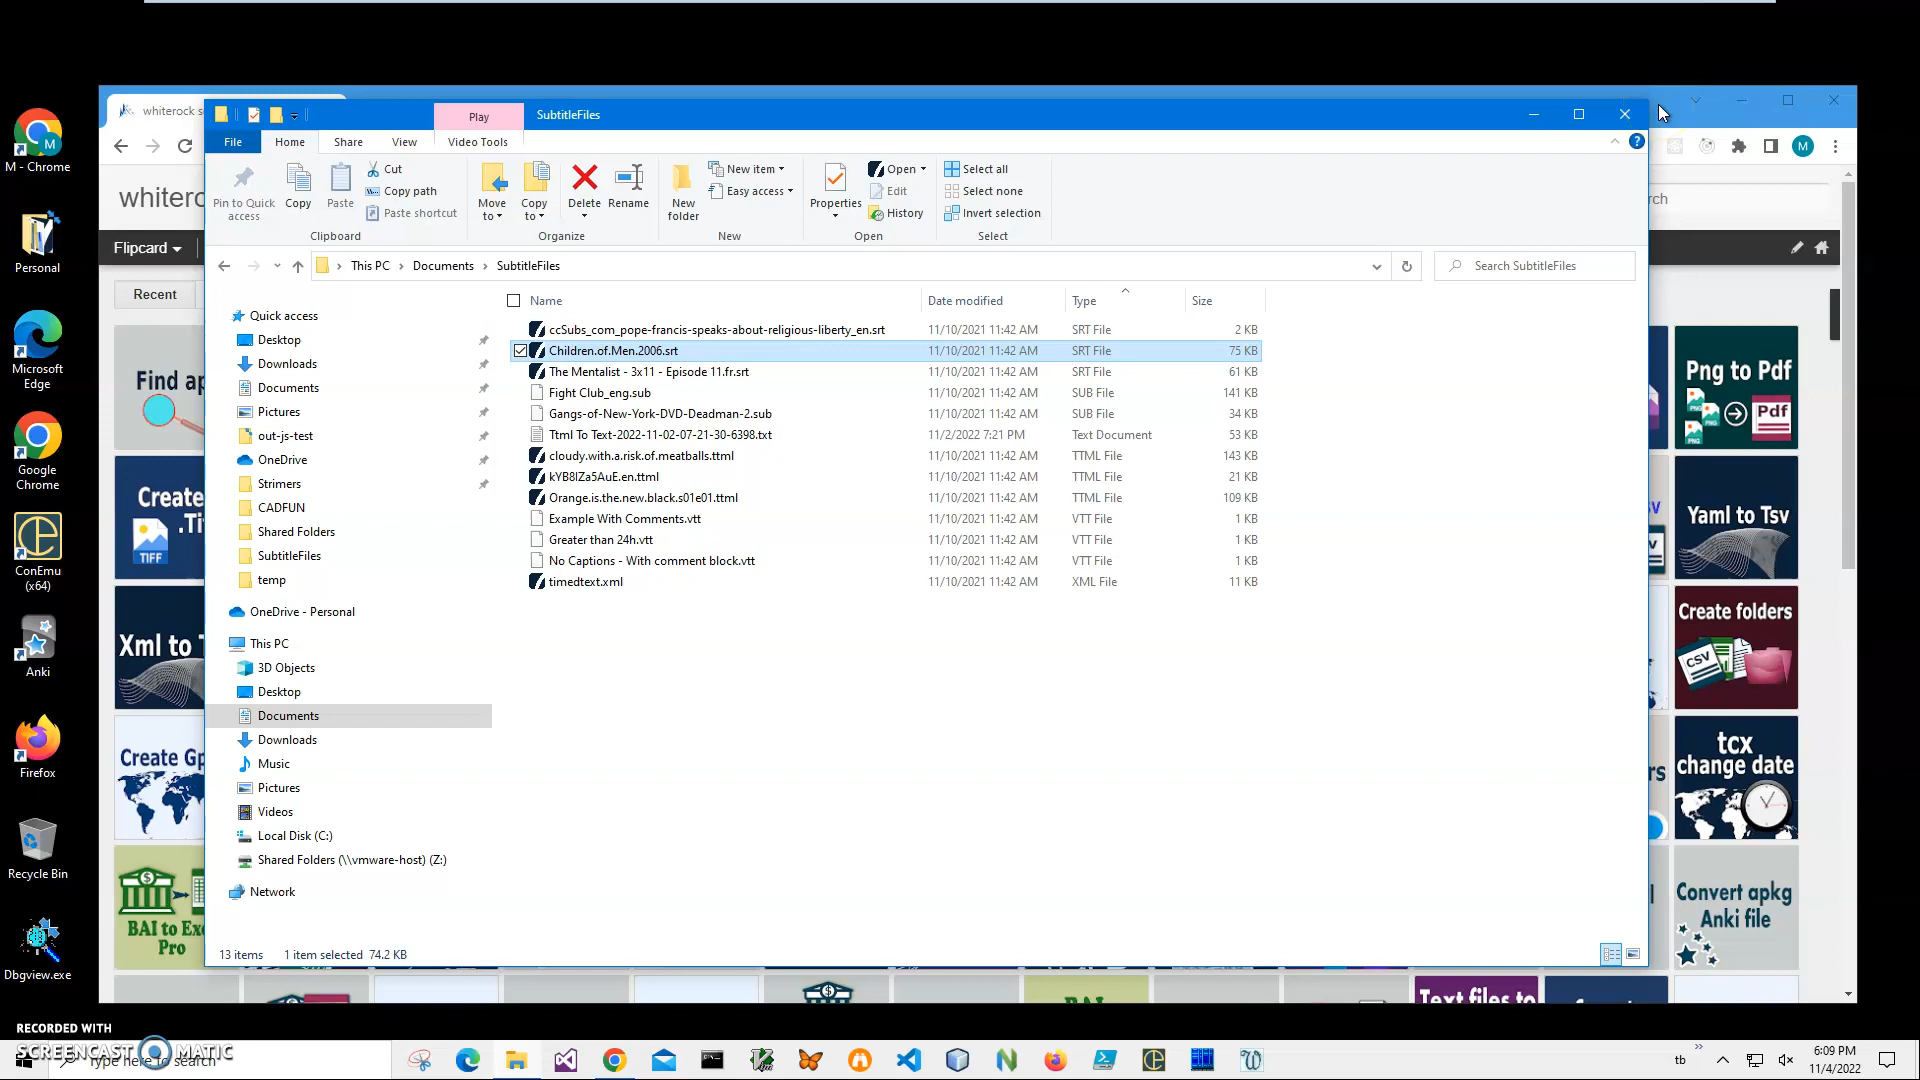 whiterock s
Play
SubtitleFiles
File
Home
Share
View
Video Tools
Pin to Quick access
Copy
Paste
Cut
Copy path
Paste shortcut
Clipboard
Move to
Copy to
Delete
Rename
Organize
New folder
New item
Easy access
New
Properties
Open
Edit
History
Open
Select all
Select none
Invert selection
Select
This PC
Documents
SubtitleFiles
Search SubtitleFiles
Name
Date modified
Type
Size
ccSubs_com_pope-francis-speaks-about-religious-liberty_en.srt 11/10/2021 11:42 AM SRT File 2 KB
Children.of.Men.2006.srt 11/10/2021 11:42 AM SRT File 75 KB
The Mentalist - 3x11 - Episode 11.fr.srt 11/10/2021 11:42 AM SRT File 61 KB
Fight Club_eng.sub 11/10/2021 11:42 AM SUB File 141 KB
Gangs-of-New-York-DVD-Deadman-2.sub 11/10/2021 11:42 AM SUB File 34 KB
Ttml To Text-2022-11-02-07-21-30-6398.txt 11/2/2022 7:21 PM Text Document 53 KB
cloudy.with.a.risk.of.meatballs.ttml 11/10/2021 11:42 AM TTML File 143 KB
kYB8IZa5AuE.en.ttml 11/10/2021 11:42 AM TTML File 21 KB
Orange.is.the.new.black.s01e01.ttml 11/10/2021 11:42 AM TTML File 109 KB
Example With Comments.vtt 11/10/2021 11:42 AM VTT File 1 KB
Greater than 24h.vtt 11/10/2021 11:42 AM VTT File 1 KB
No Captions - With comment block.vtt 11/10/2021 11:42 AM VTT File 1 KB
timedtext.xml 11/10/2021 11:42 AM XML File 11 KB
Quick access
Desktop
Downloads
Documents
Pictures
out-js-test
OneDrive
Strimers
CADFUN
Shared Folders
SubtitleFiles
temp
OneDrive - Personal
This PC
3D Objects
Desktop
Documents
Downloads
Music
Pictures
Videos
Local Disk (C:)
Shared Folders (\\vmware-host) (Z:)
Network
13 items
1 item selected 74.2 KB
M - Chrome
Personal
Microsoft Edge
Google Chrome
ConEmu (x64)
Anki
Firefox
Recycle Bin
Dbgview.exe
whiteroc
rch
Flipcard
Recent
M
Find ap
Create
.Ti
TIFF
Xml to T
Create Gp
BAI to Exc
Pro
Png to Pdf
Pdf
Yaml to Tsv
Create folders
CSV
tcx
change date
Convert apkg
Anki file
Text files to
RECORDED WITH
SCREENCAST MATIC
Type here to search
tb
6:09 PM
11/4/2022